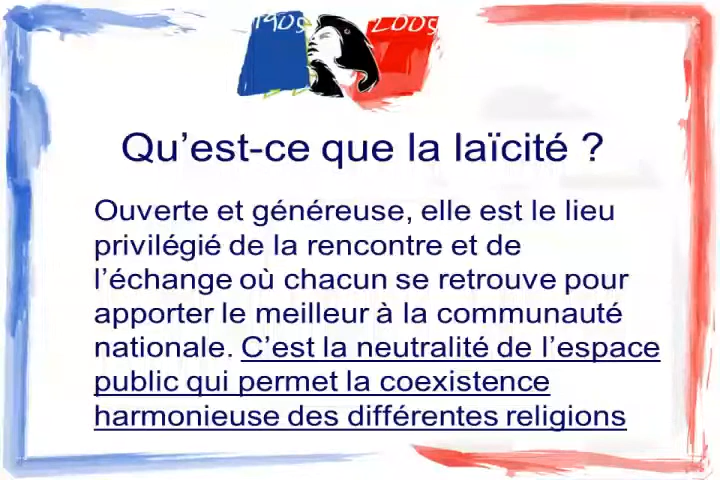 1905 2005
Qu’est-ce que la laïcité ?
Ouverte et généreuse, elle est le lieu
privilégié de la rencontre et de
l’échange où chacun se retrouve pour
apporter le meilleur à la communauté
nationale. C’est la neutralité de l’espace
public qui permet la coexistence
harmonieuse des différentes religions